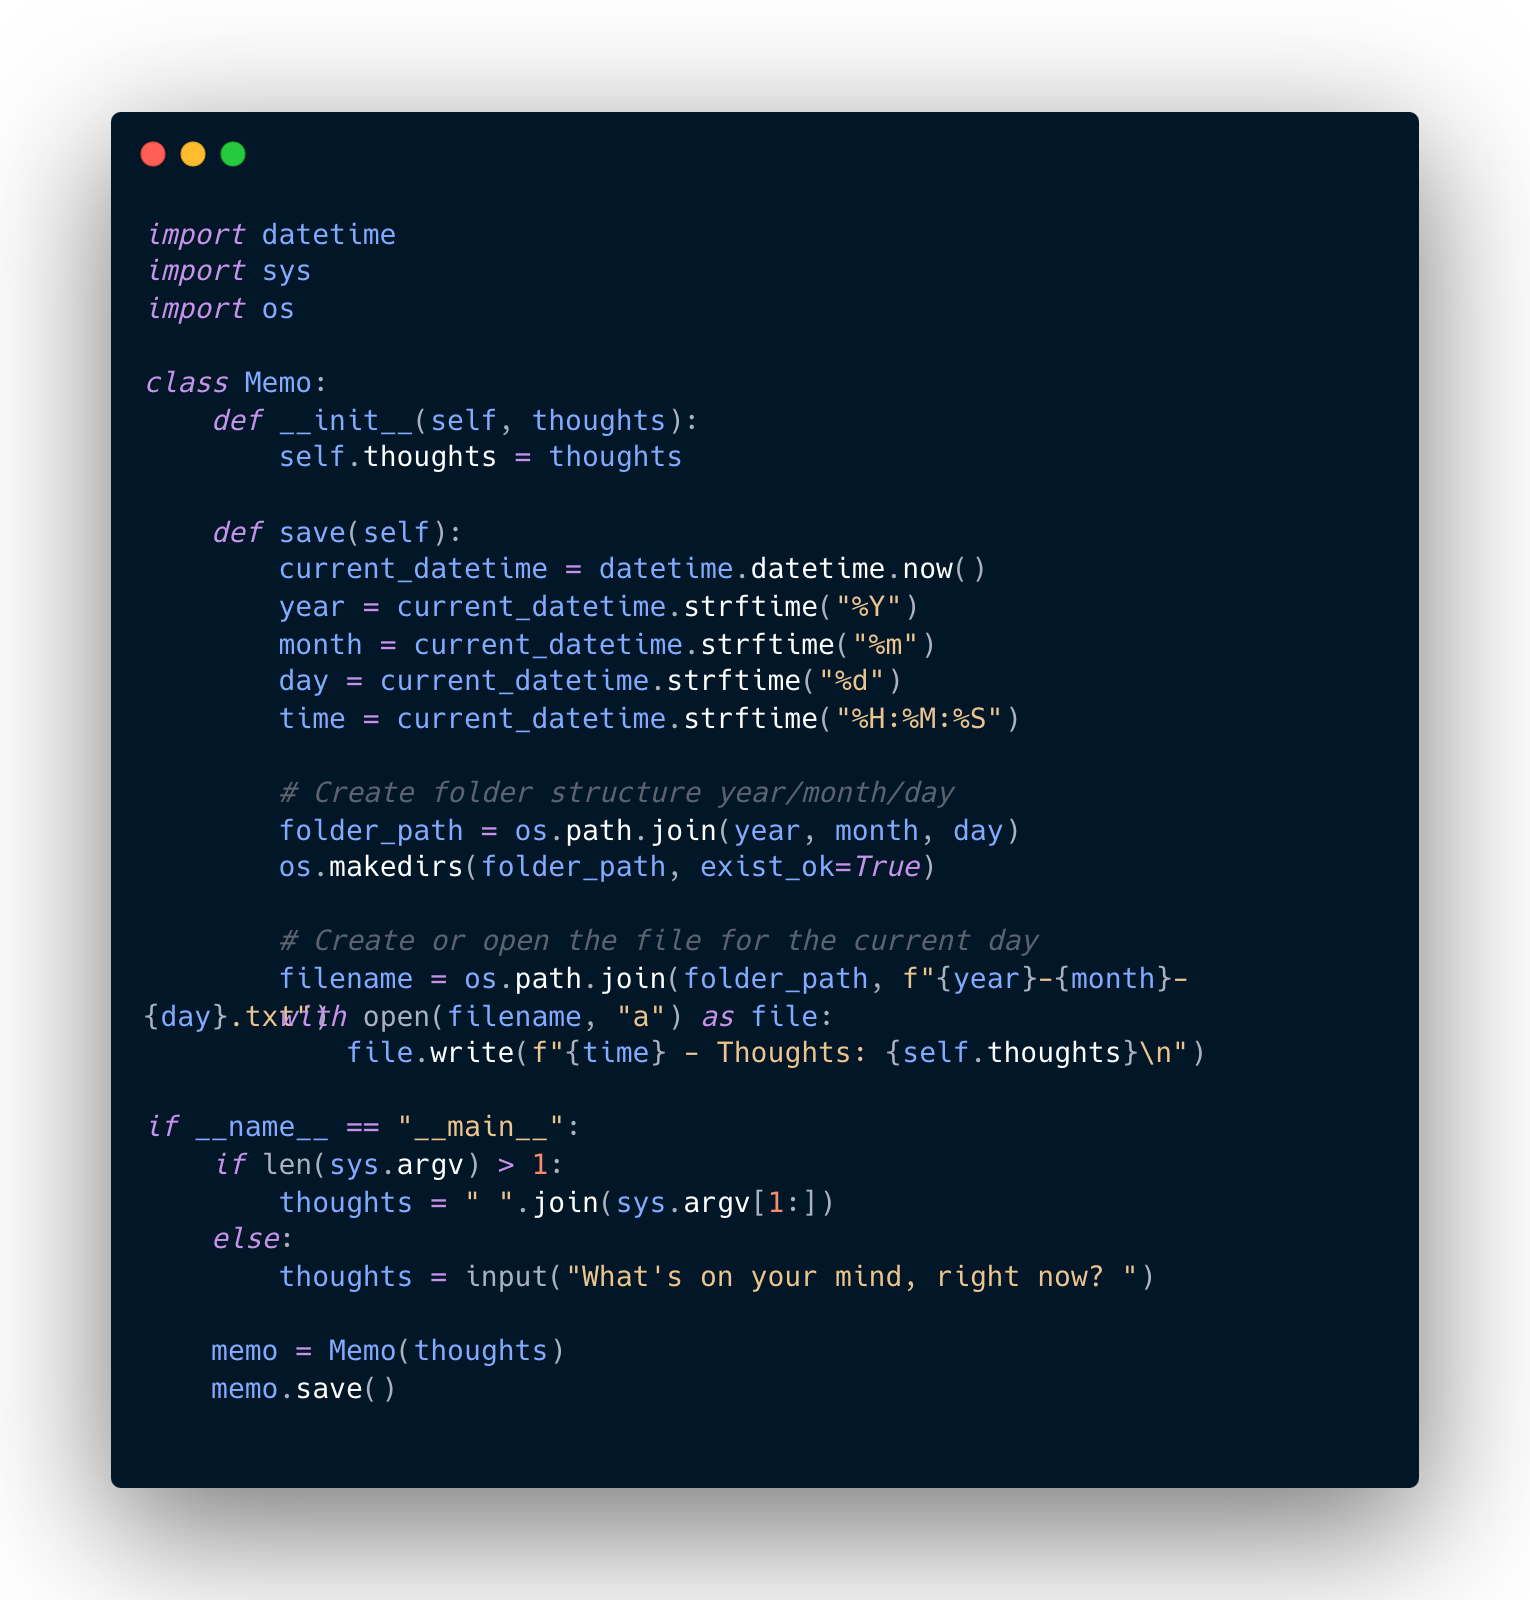 import datetime
import sys
import os

class Memo:
    def __init__(self, thoughts):
        self.thoughts = thoughts

    def save(self):
        current_datetime = datetime.datetime.now()
        year = current_datetime.strftime("%Y")
        month = current_datetime.strftime("%m")
        day = current_datetime.strftime("%d")
        time = current_datetime.strftime("%H:%M:%S")

        # Create folder structure year/month/day
        folder_path = os.path.join(year, month, day)
        os.makedirs(folder_path, exist_ok=True)

        # Create or open the file for the current day
        filename = os.path.join(folder_path, f"{year}-{month}-
{day}.txt")
        with open(filename, "a") as file:
            file.write(f"{time} - Thoughts: {self.thoughts}\n")

if __name__ == "__main__":
    if len(sys.argv) > 1:
        thoughts = " ".join(sys.argv[1:])
    else:
        thoughts = input("What's on your mind, right now? ")

    memo = Memo(thoughts)
    memo.save()